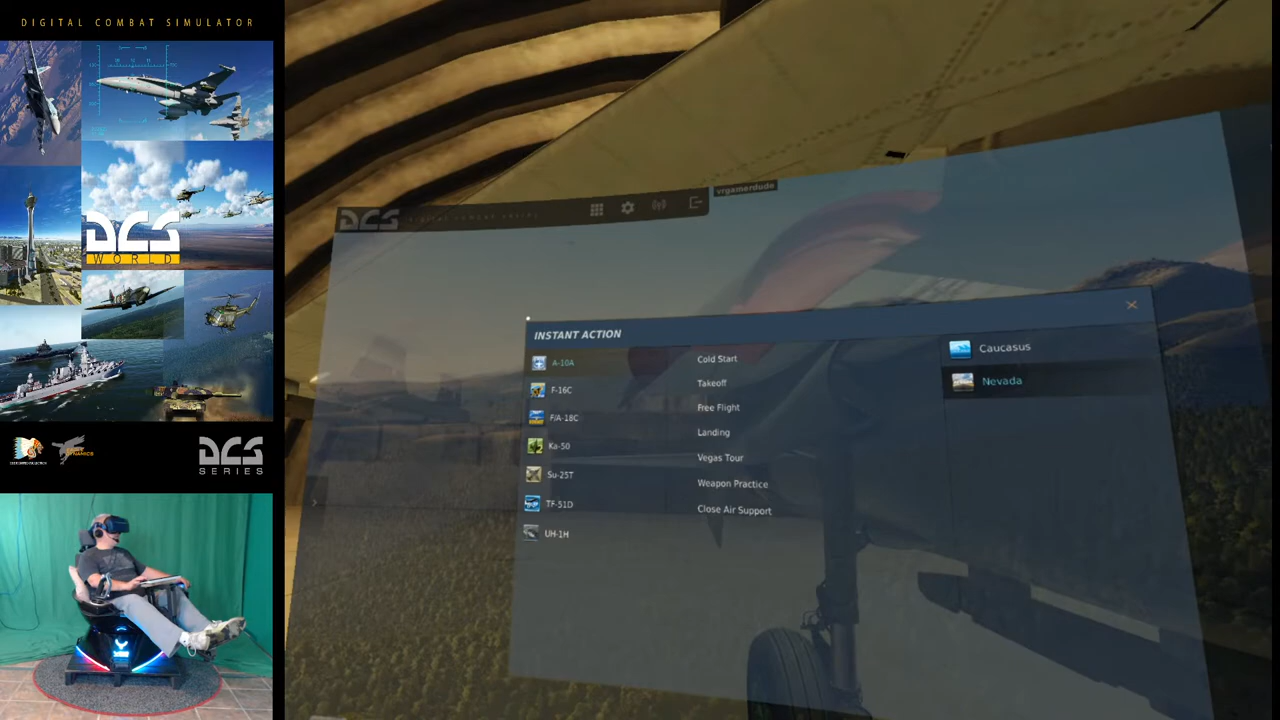 DIGITAL COMBAT SIMULATOR
DCS
WORLD
DCS
SERIES
DCS
vrgamerdude
INSTANT ACTION
A-10A
F-16C
F/A-18C
Ka-50
Su-25T
TF-51D
UH-1H
Cold Start
Takeoff
Free Flight
Landing
Vegas Tour
Weapon Practice
Close Air Support
Caucasus
Nevada